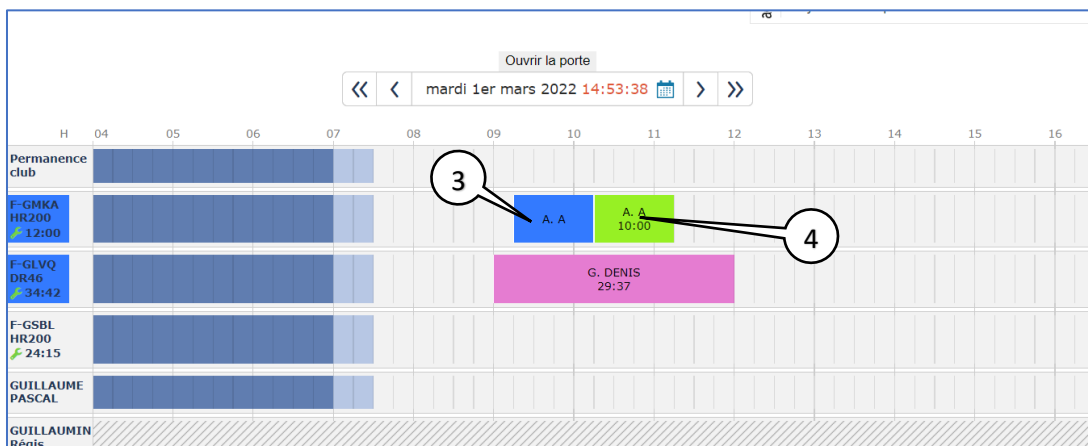 Ouvrir la porte
mardi 1er mars 2022 14:53:38
H 04 05 06 07 08 09 10 11 12 13 14 15 16
Permanence
club
3
F-GMKA
HR200
12:00
A. A
A. A
10:00
4
F-GLVQ
DR46
34:42
G. DENIS
29:37
F-GSBL
HR200
24:15
GUILLAUME
PASCAL
GUILLAUMIN
Régis